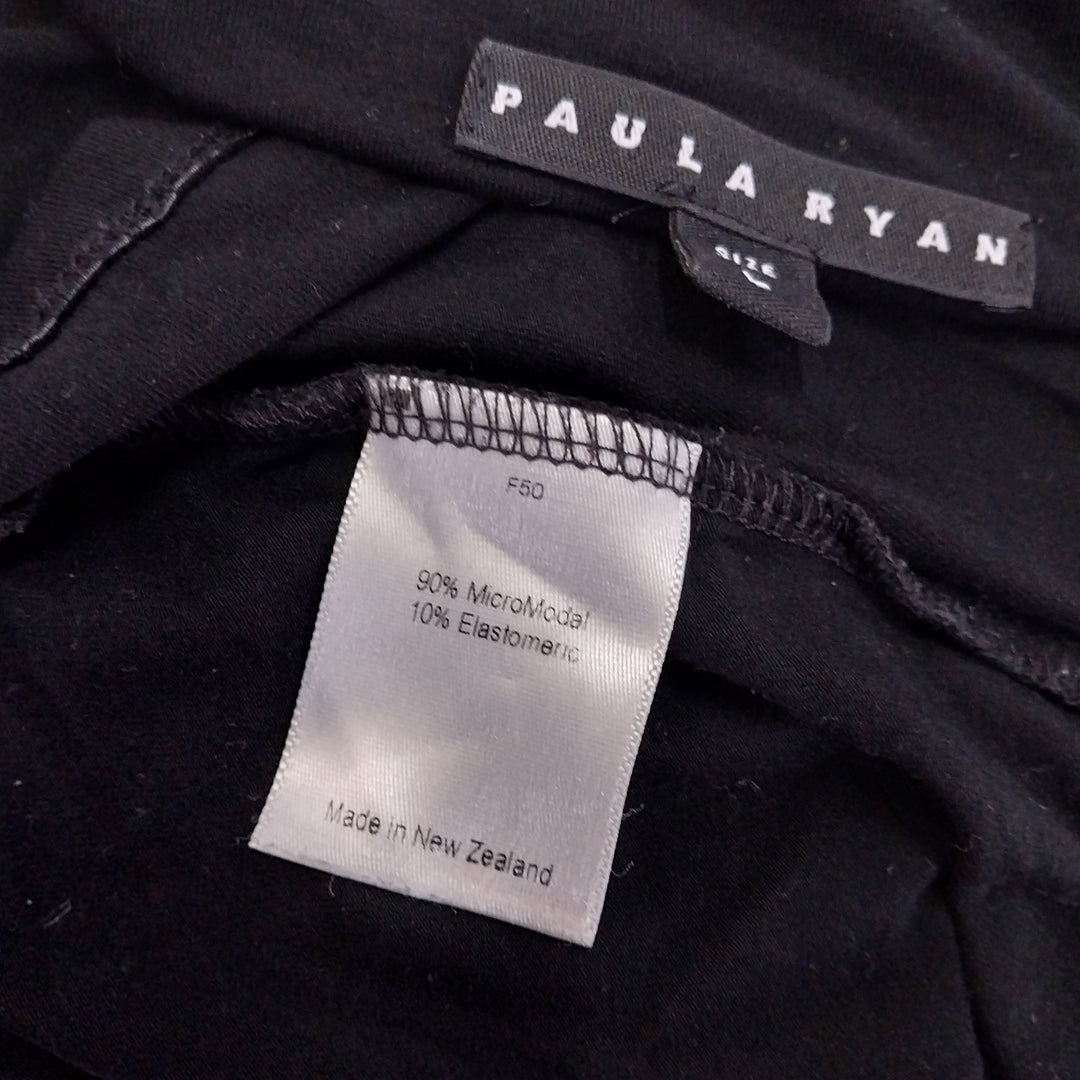 PAULA RYAN
SIZE
F50
90% MicroModal
10% Elastomeric
Made in New Zealand